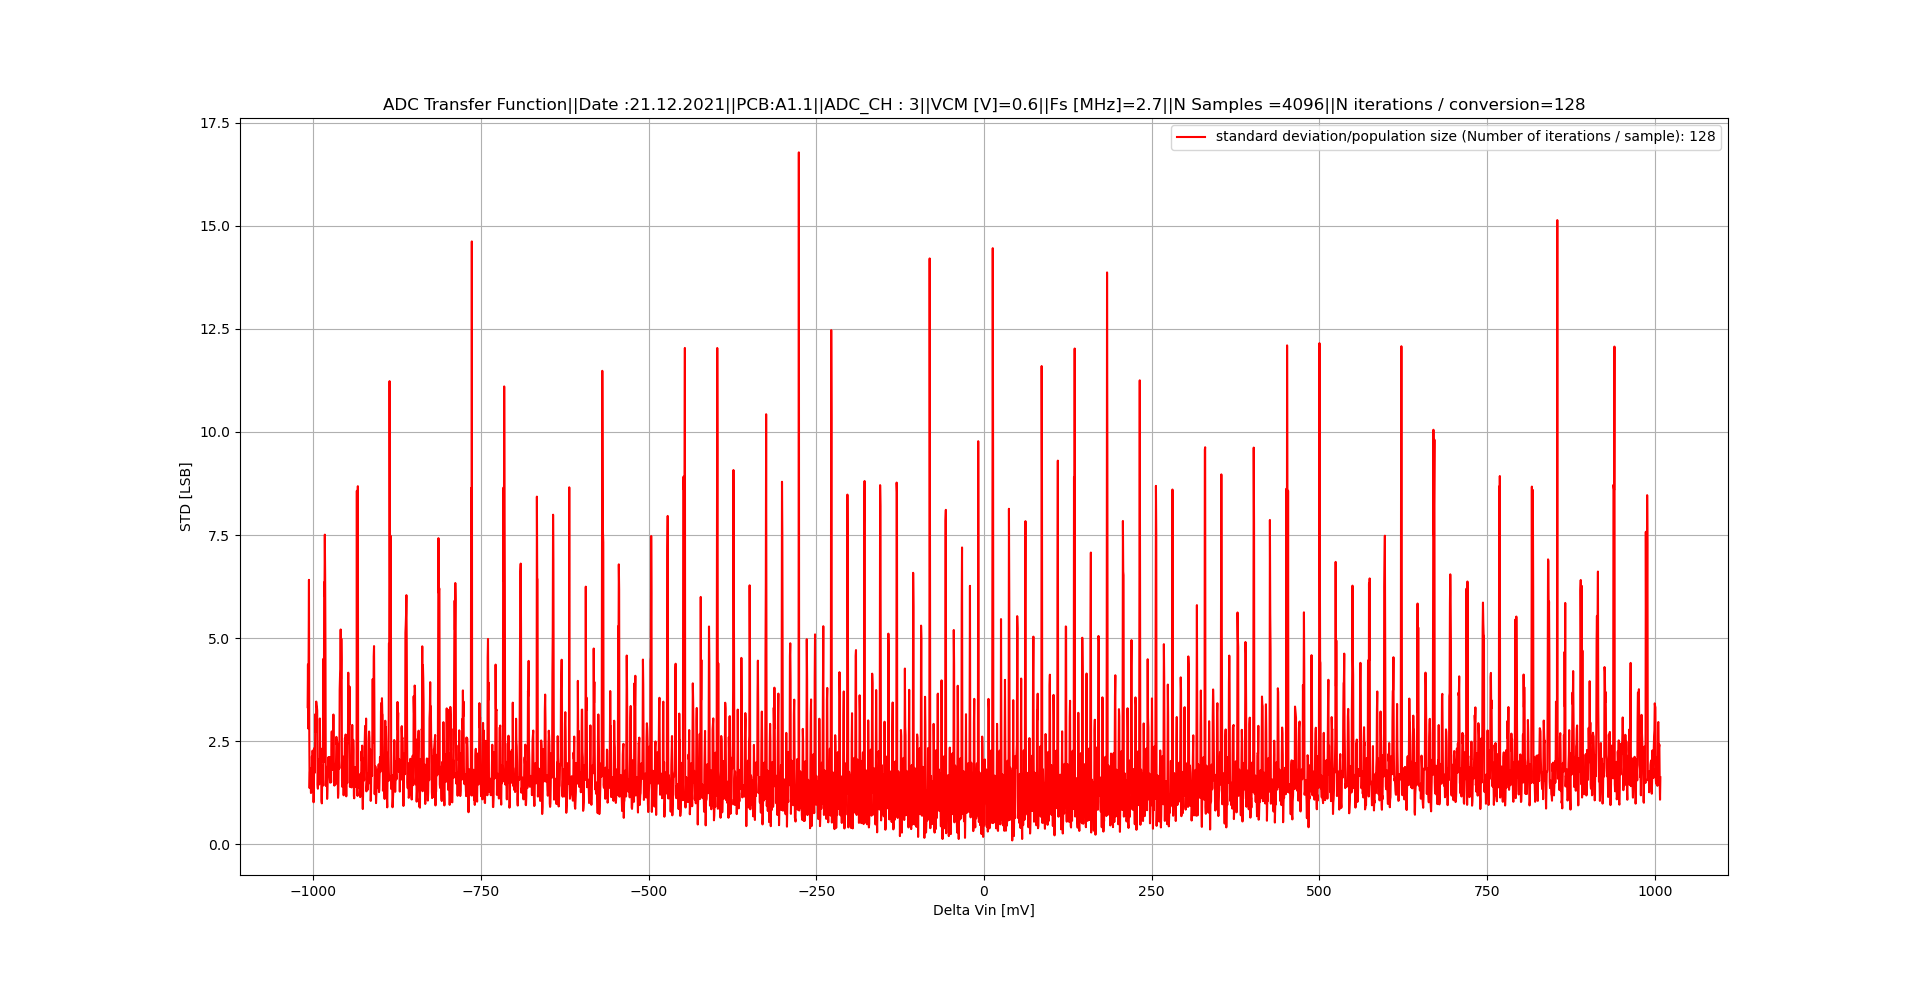 ADC Transfer Function||Date :21.12.2021||PCB:A1.1||ADC_CH : 3||VCM [V]=0.6||Fs [MHz]=2.7||N Samples =4096||N iterations / conversion=128
standard deviation/population size (Number of iterations / sample): 128
17.5
15.0
12.5
10.0
7.5
5.0
2.5
0.0
STD [LSB]
−1000 −750 −500 −250 0 250 500 750 1000
Delta Vin [mV]